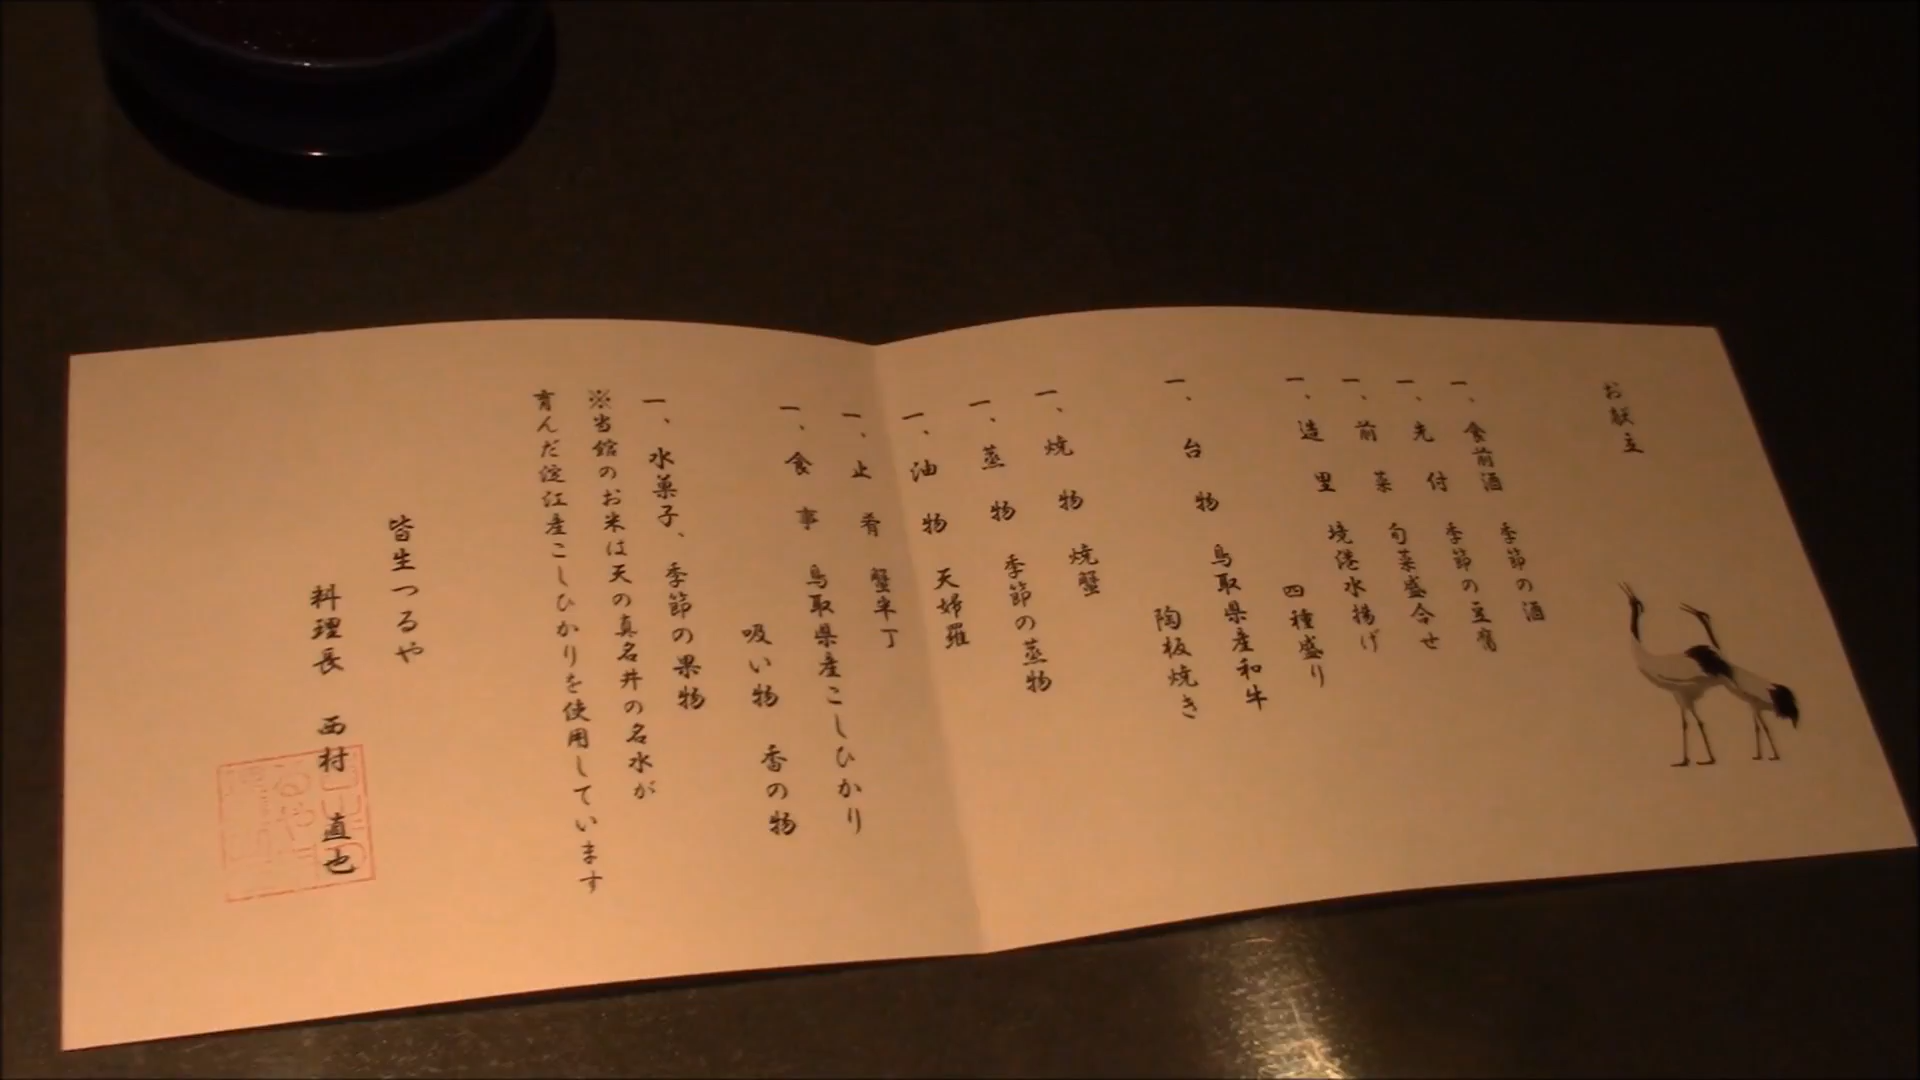 お献立
一、食前酒 季節の酒
一、先付 季節の豆腐
一、前菜 旬菜盛合せ
一、造里 境港水揚げ
四種盛り
一、台物 鳥取県産和牛
陶板焼き
一、焼物 焼蟹
一、蒸物 季節の蒸物
一、油物 天婦羅
一、止肴 蟹半丁
一、食事 鳥取県産こしひかり
吸い物 香の物
一、水菓子、季節の果物
※当館のお米は天の真名井の名水が
育んだ淀江産こしひかりを使用しています
皆生つるや
料理長 西村 直也